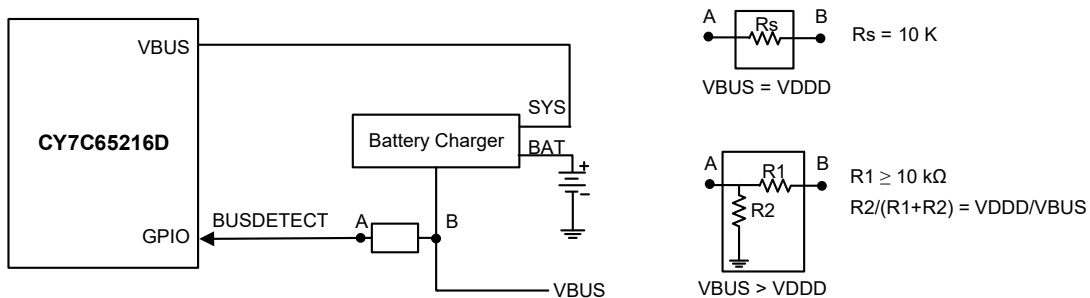 VBUS
CY7C65216D
GPIO
BUSDETECT
A
B
SYS
Battery Charger
BAT
+
-
VBUS
A
Rs
B
Rs = 10 K
VBUS = VDDD
A
R1
B
R2
R1 ≥ 10 kΩ
R2/(R1+R2) = VDDD/VBUS
VBUS > VDDD